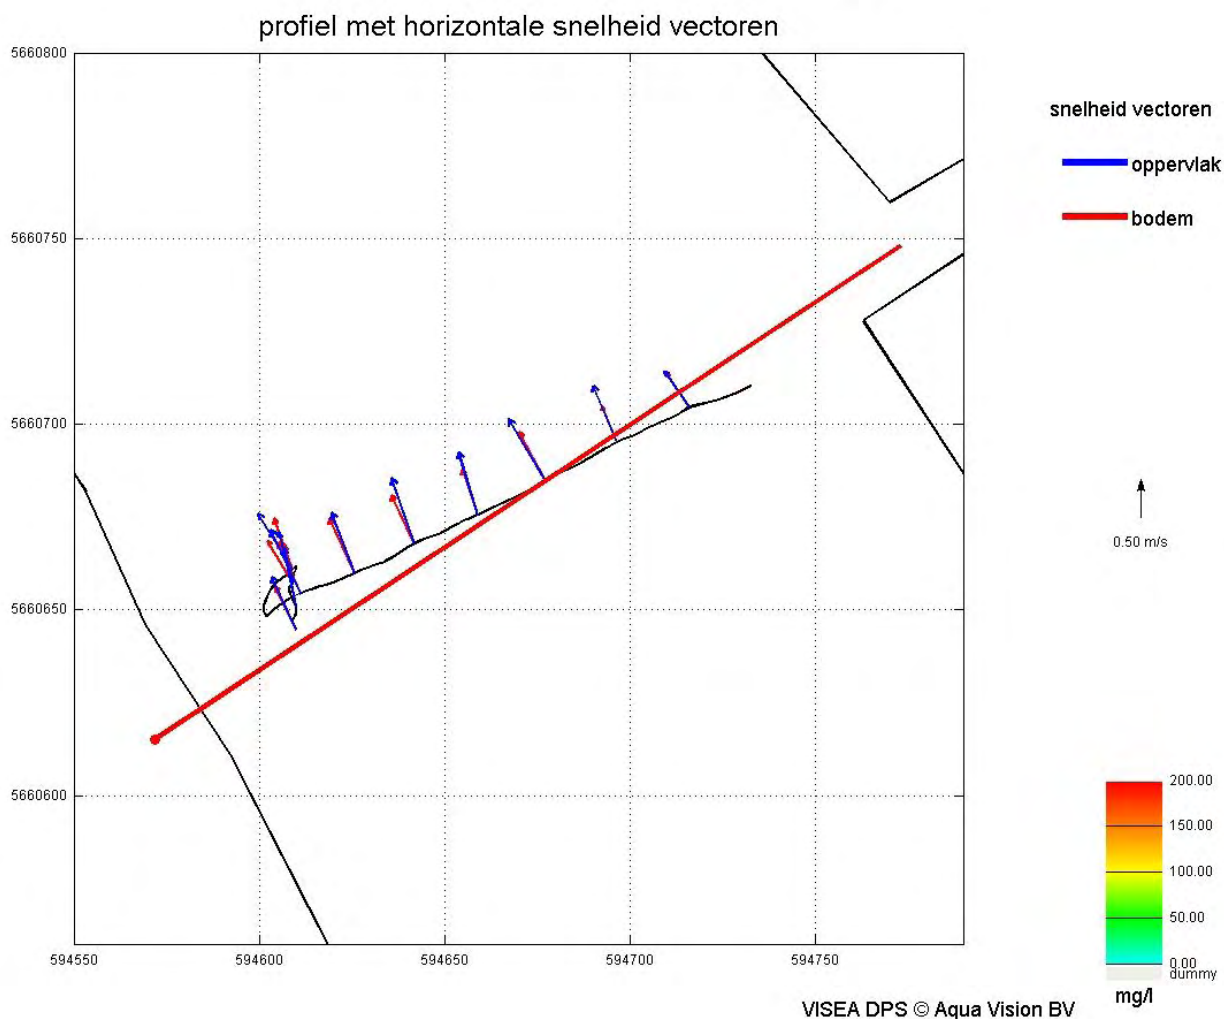 profiel met horizontale snelheid vectoren
5660800
5660750
5660700
5660650
5660600
594550 594600 594650 594700 594750
snelheid vectoren
oppervlak
bodem
0.50 m/s
200.00
150.00
100.00
50.00
0.00
dummy
mg/l
VISEA DPS © Aqua Vision BV